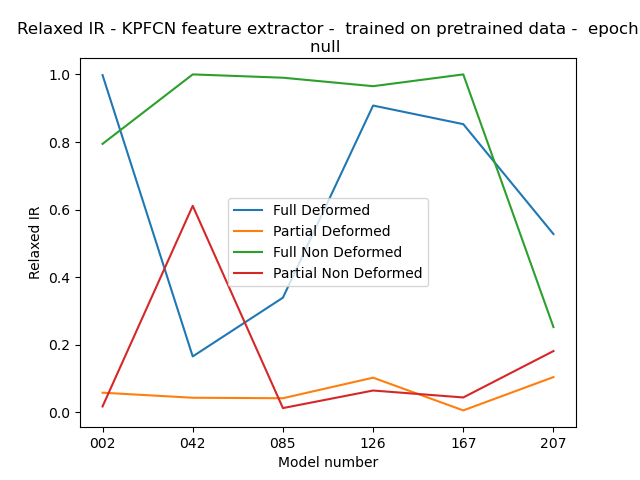 Relaxed IR - KPFCN feature extractor -  trained on pretrained data -  epoch
null
1.0
0.8
0.6
0.4
0.2
0.0
Relaxed IR
Full Deformed
Partial Deformed
Full Non Deformed
Partial Non Deformed
002 042 085 126 167 207
Model number